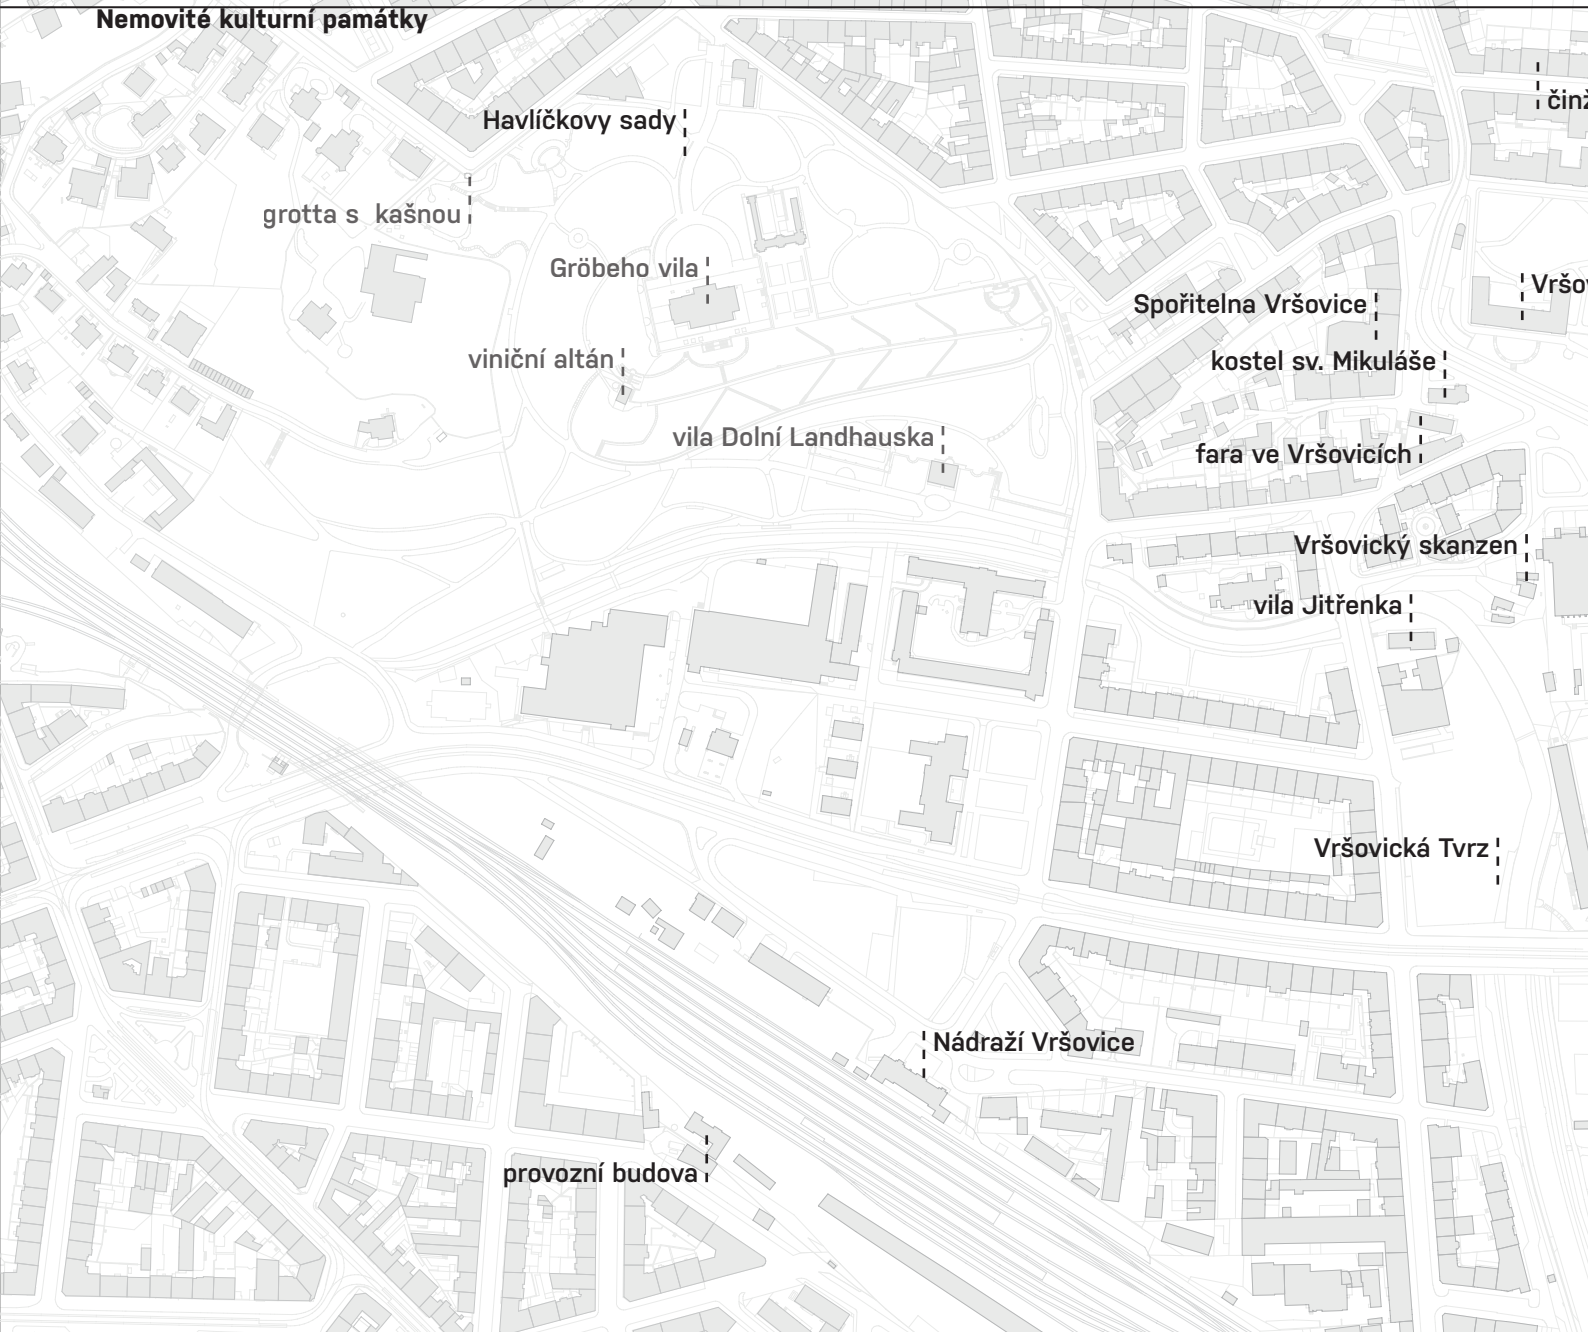 Nemovité kulturní památky
Havlíčkovy sady
grotta s kašnou
Gröbeho vila
Spořitelna Vršovice
viniční altán
kostel sv. Mikuláše
vila Dolní Landhauska
fara ve Vršovicích
Vršovický skanzen
vila Jitřenka
Vršovická Tvrz
Nádraží Vršovice
provozní budova